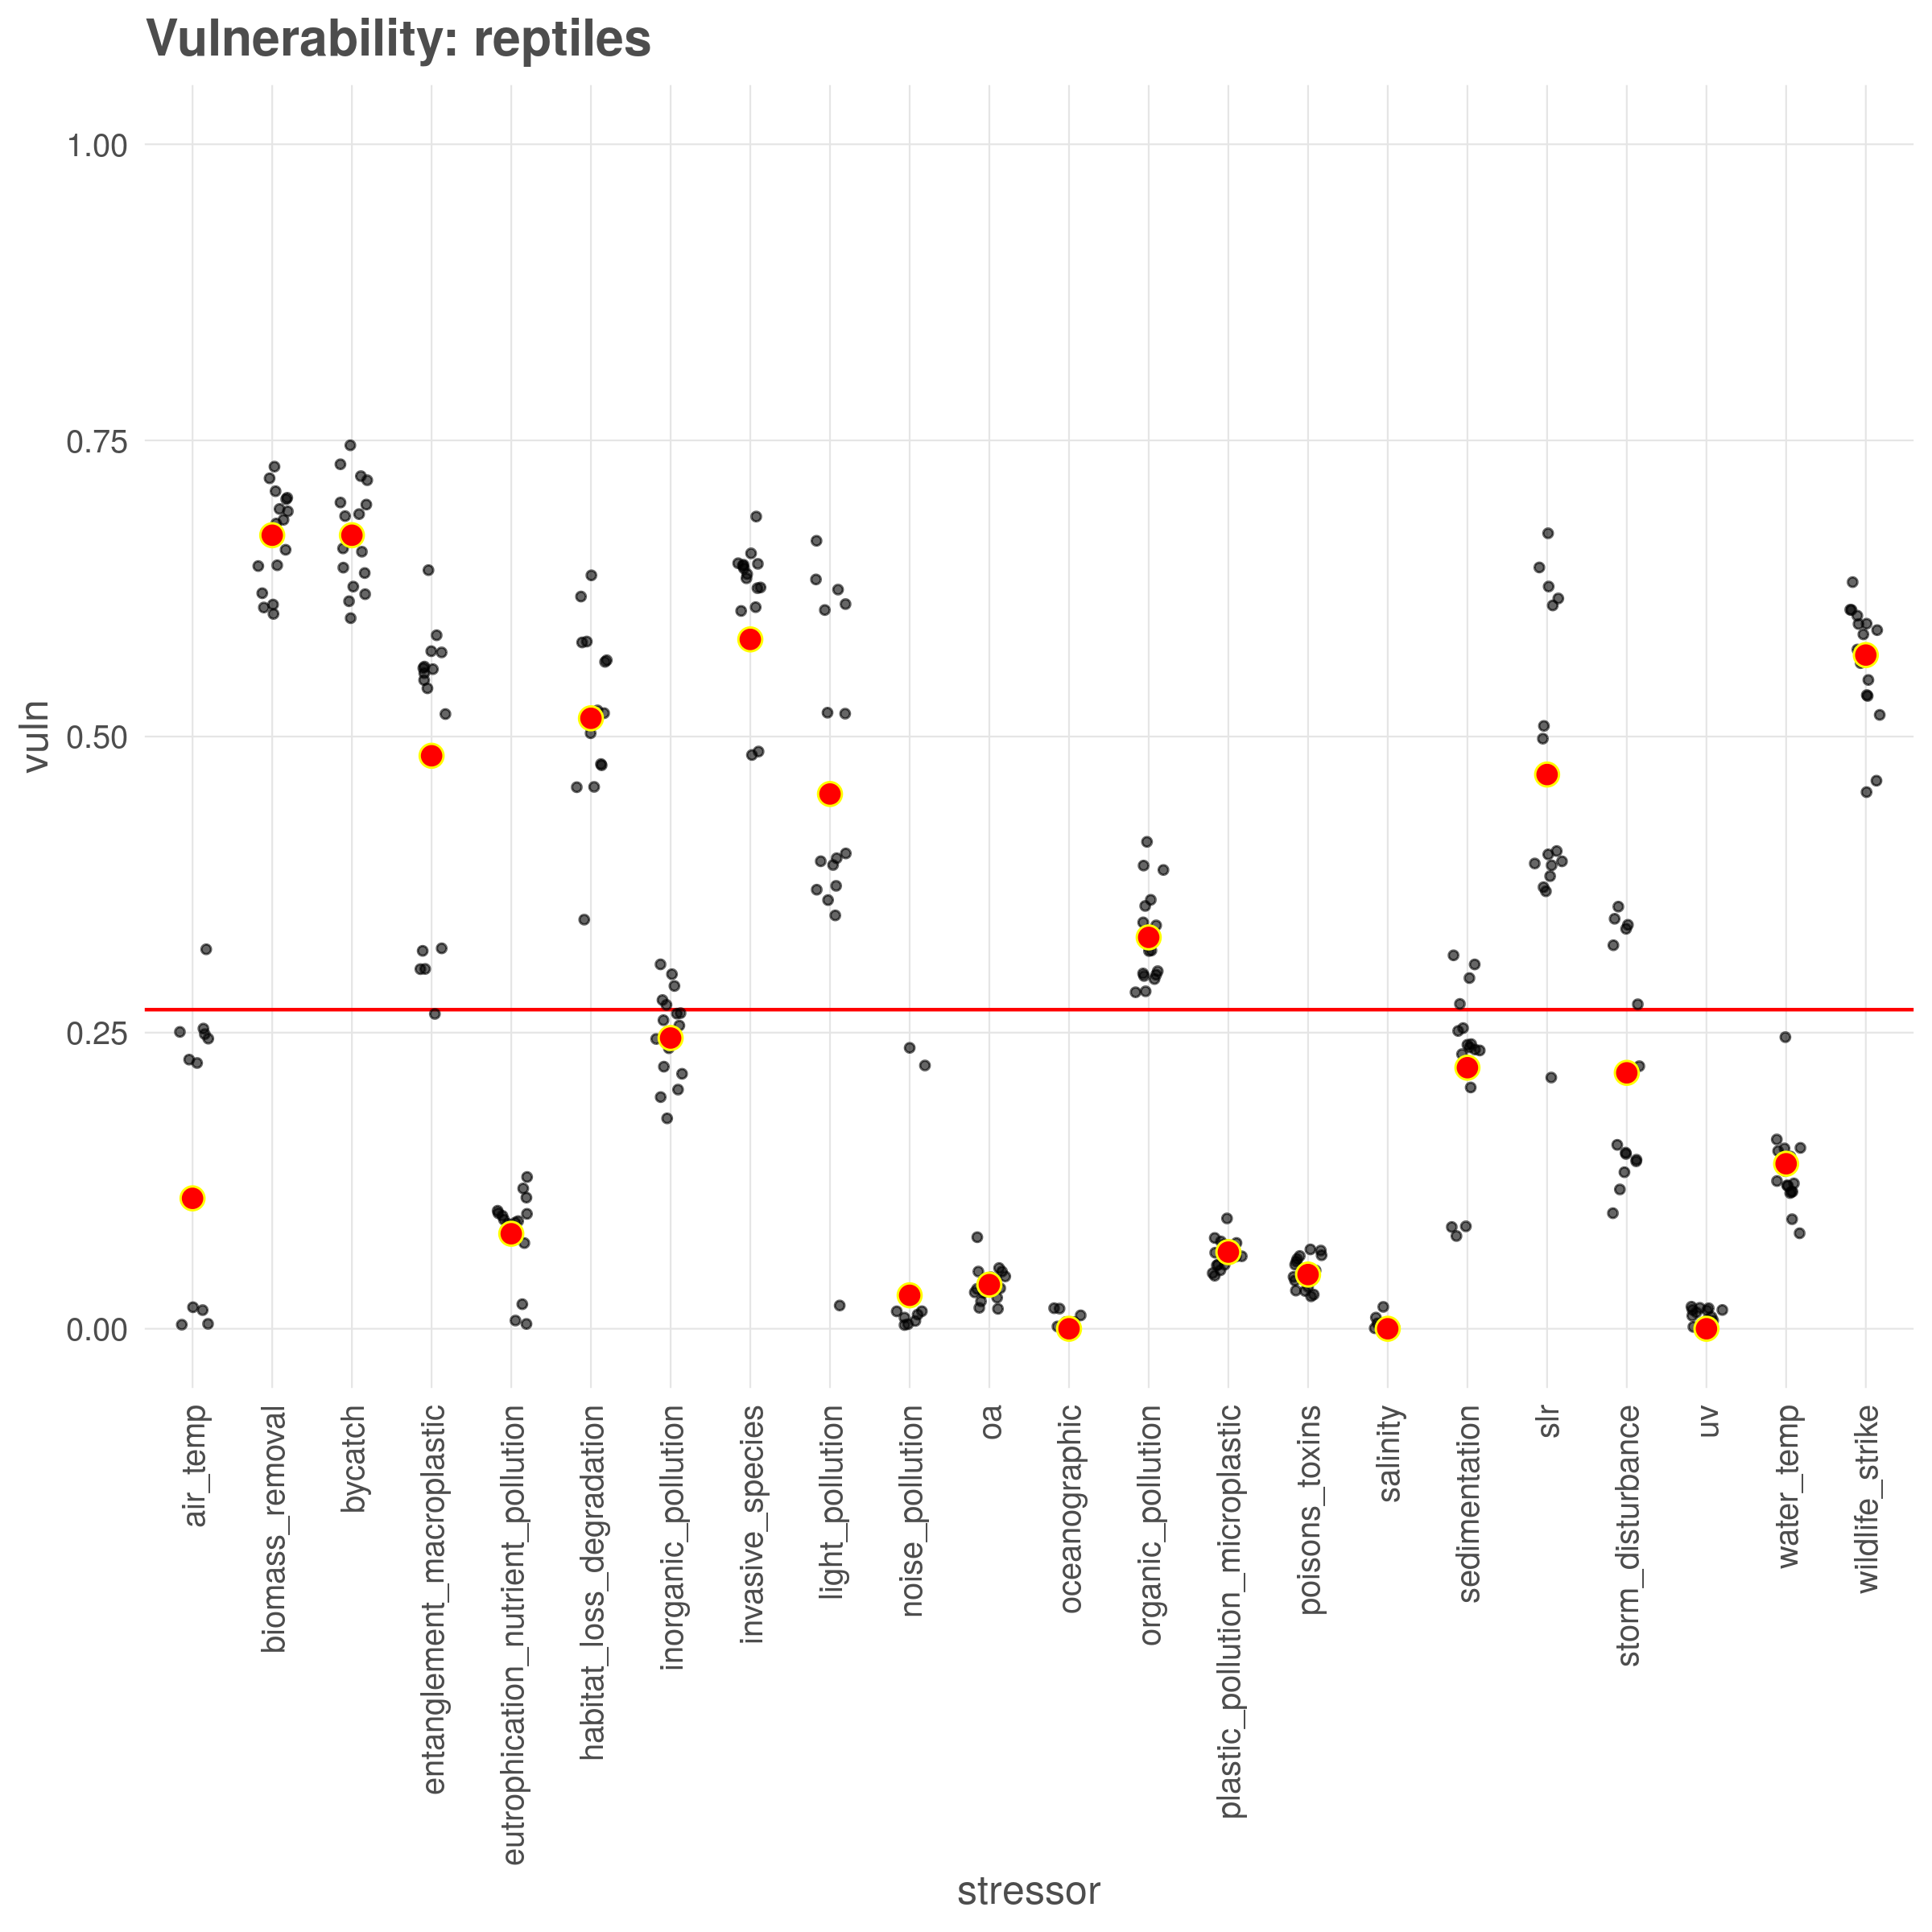 Vulnerability: reptiles
1.00
0.75
0.50
0.25
0.00
vuln
air_temp
biomass_removal
bycatch
entanglement_macroplastic
eutrophication_nutrient_pollution
habitat_loss_degradation
inorganic_pollution
invasive_species
light_pollution
noise_pollution
oa
oceanographic
organic_pollution
plastic_pollution_microplastic
poisons_toxins
salinity
sedimentation
slr
storm_disturbance
uv
water_temp
wildlife_strike
stressor